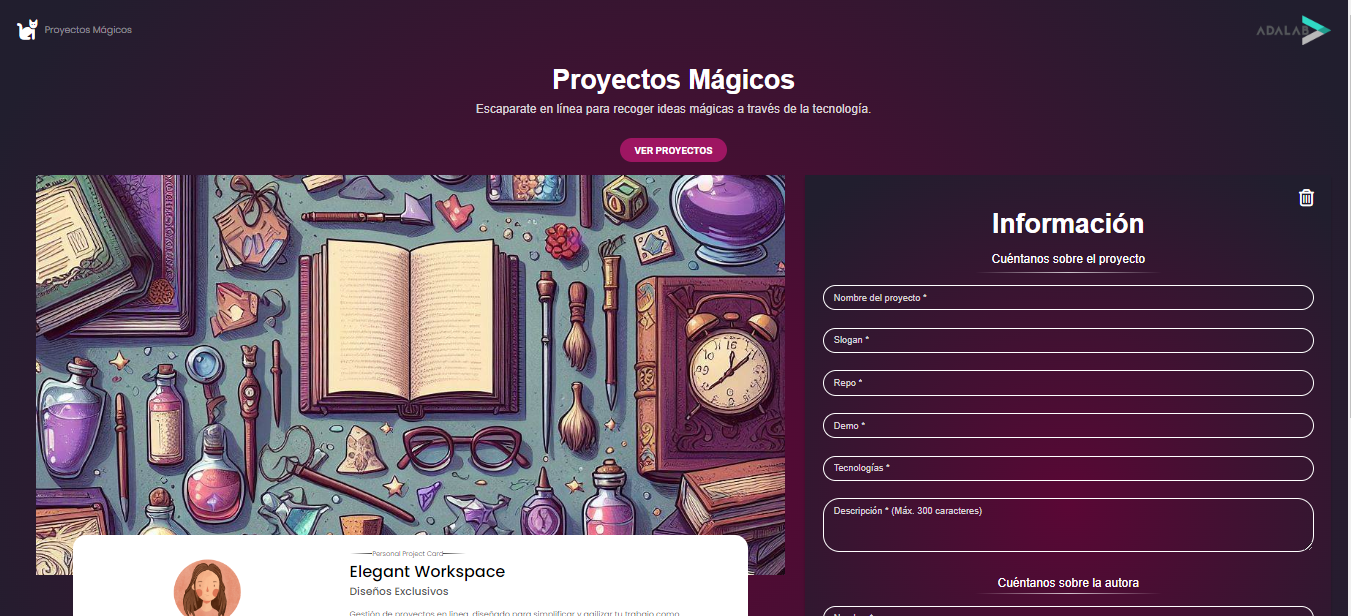 Proyectos Mágicos
ADALAB
Proyectos Mágicos
Escaparate en línea para recoger ideas mágicas a través de la tecnología.
VER PROYECTOS
Personal Project Card
Elegant Workspace
Diseños Exclusivos
Gestión de proyectos en línea, diseñado para simplificar y agilizar tu trabajo como
Información
Cuéntanos sobre el proyecto
Nombre del proyecto *
Slogan *
Repo *
Demo *
Tecnologías *
Descripción * (Máx. 300 caracteres)
Cuéntanos sobre la autora